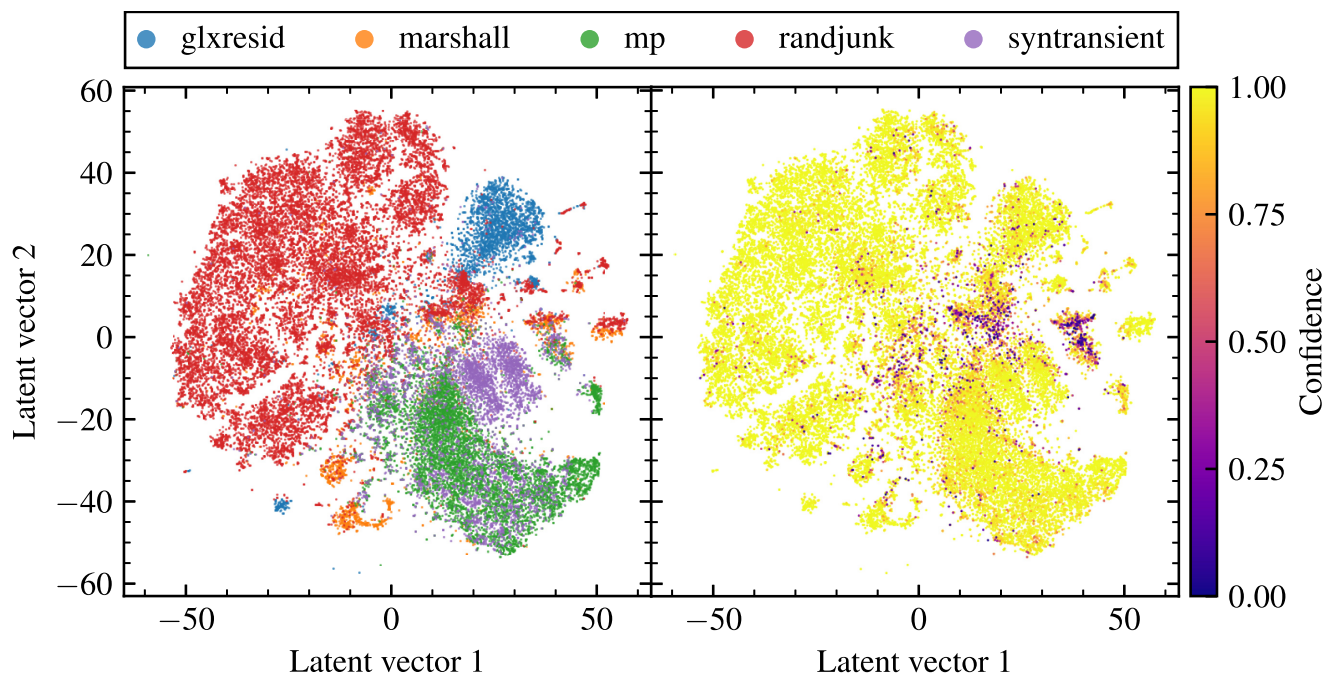 glxresid marshall mp randjunk syntransient
60
40
20
0
−20
−40
−60
Latent vector 2
−50 0 50
Latent vector 1
−50 0 50
Latent vector 1
1.00
0.75
0.50
0.25
0.00
Confidence